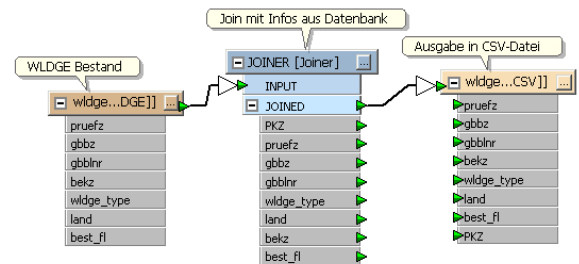 Join mit Infos aus Datenbank
WLDGE Bestand
Ausgabe in CSV-Datei
JOINER [Joiner] ...
INPUT
JOINED
PKZ
pruefz
gbbz
gbblnr
wldge_type
land
bekz
best_fl
wldge...DGE]] ...
pruefz
gbbz
gbblnr
bekz
wldge_type
land
best_fl
wldge...CSV]] ...
pruefz
gbbz
gbblnr
bekz
wldge_type
land
best_fl
PKZ